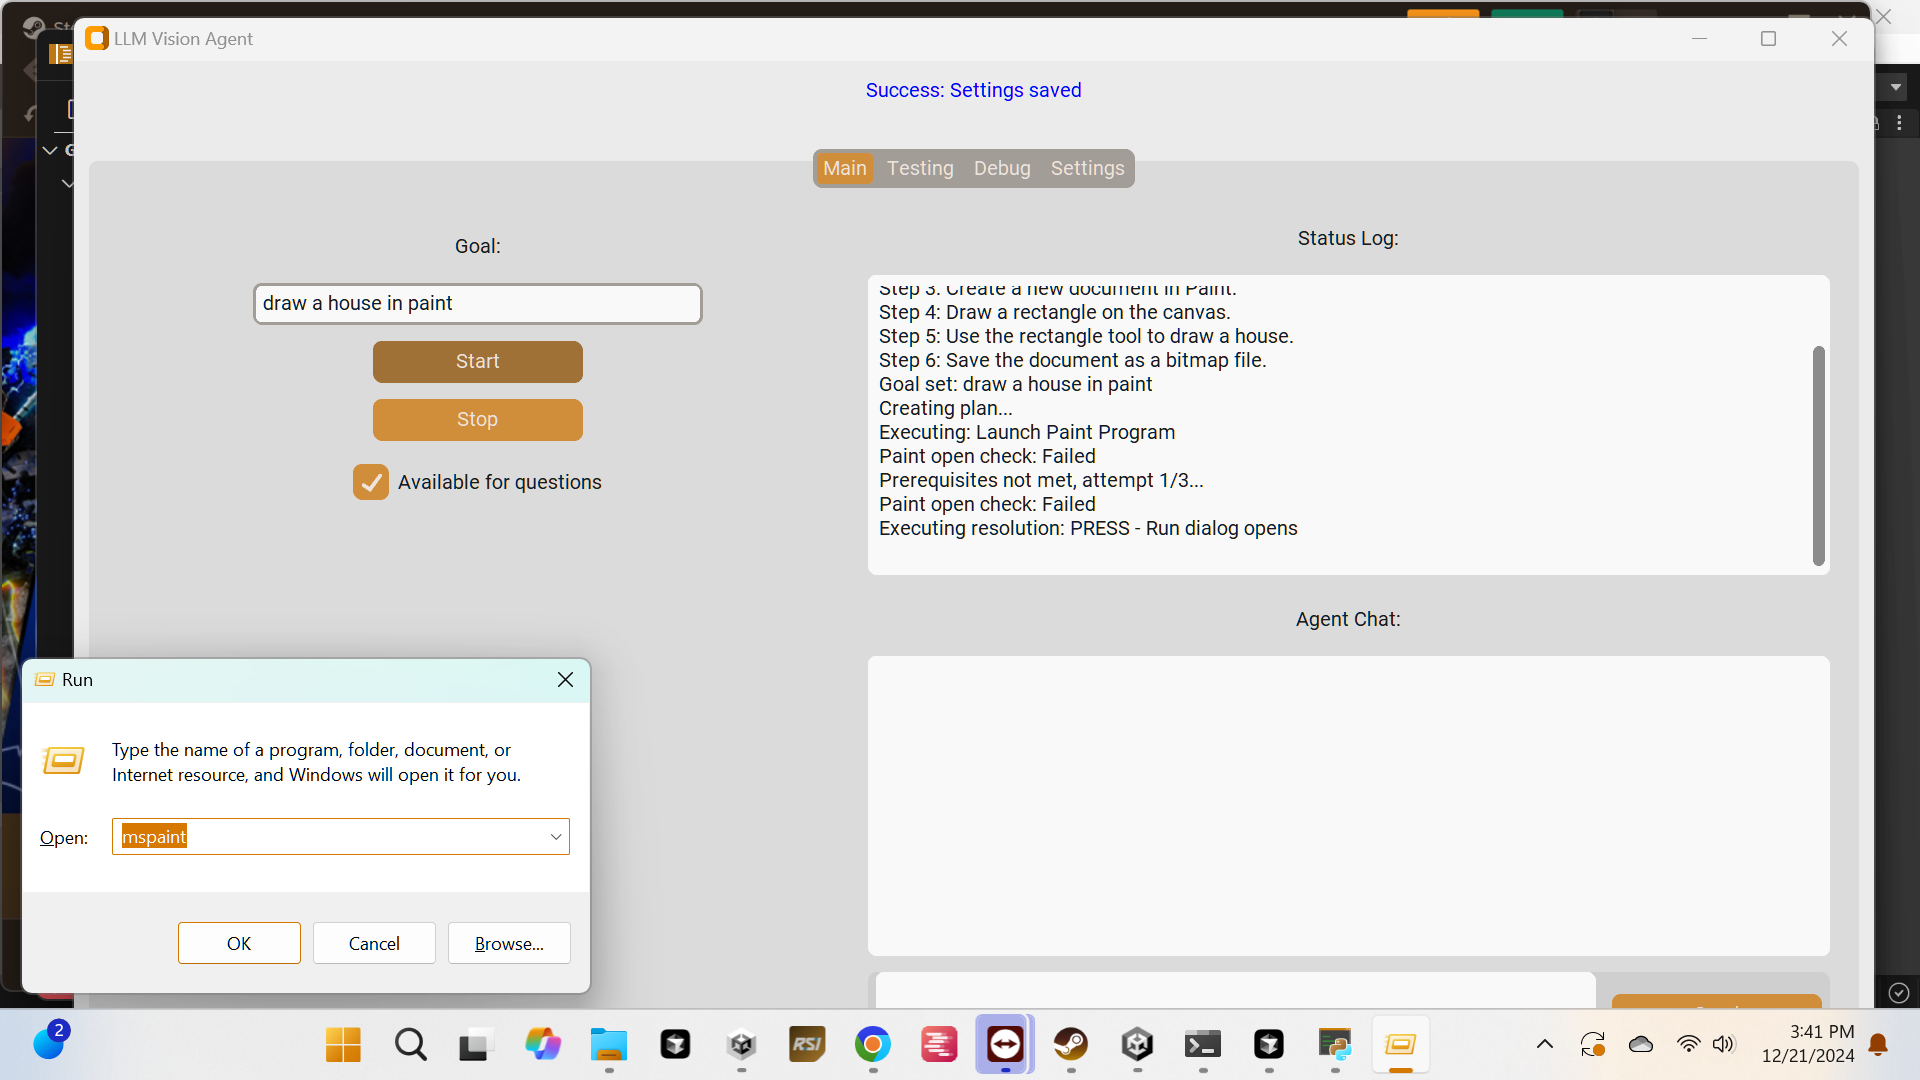 LLM Vision Agent
Success: Settings saved
Main Testing Debug Settings
Goal:
draw a house in paint
Start
Stop
Available for questions
Status Log:
Step 3: Create a new document in Paint.
Step 4: Draw a rectangle on the canvas.
Step 5: Use the rectangle tool to draw a house.
Step 6: Save the document as a bitmap file.
Goal set: draw a house in paint
Creating plan...
Executing: Launch Paint Program
Paint open check: Failed
Prerequisites not met, attempt 1/3...
Paint open check: Failed
Executing resolution: PRESS - Run dialog opens
Agent Chat:
Run
Type the name of a program, folder, document, or
Internet resource, and Windows will open it for you.
Open:
mspaint
OK
Cancel
Browse...
2
RSI
3:41 PM
12/21/2024